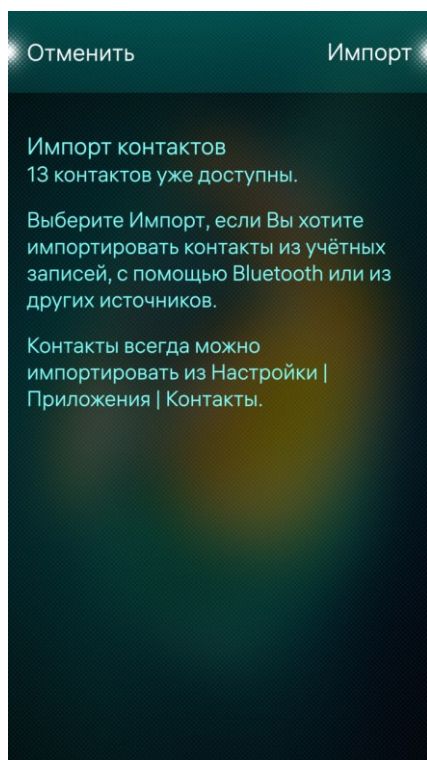 Отменить
Импорт
Импорт контактов
13 контактов уже доступны.
Выберите Импорт, если Вы хотите
импортировать контакты из учётных
записей, с помощью Bluetooth или из
других источников.
Контакты всегда можно
импортировать из Настройки |
Приложения | Контакты.